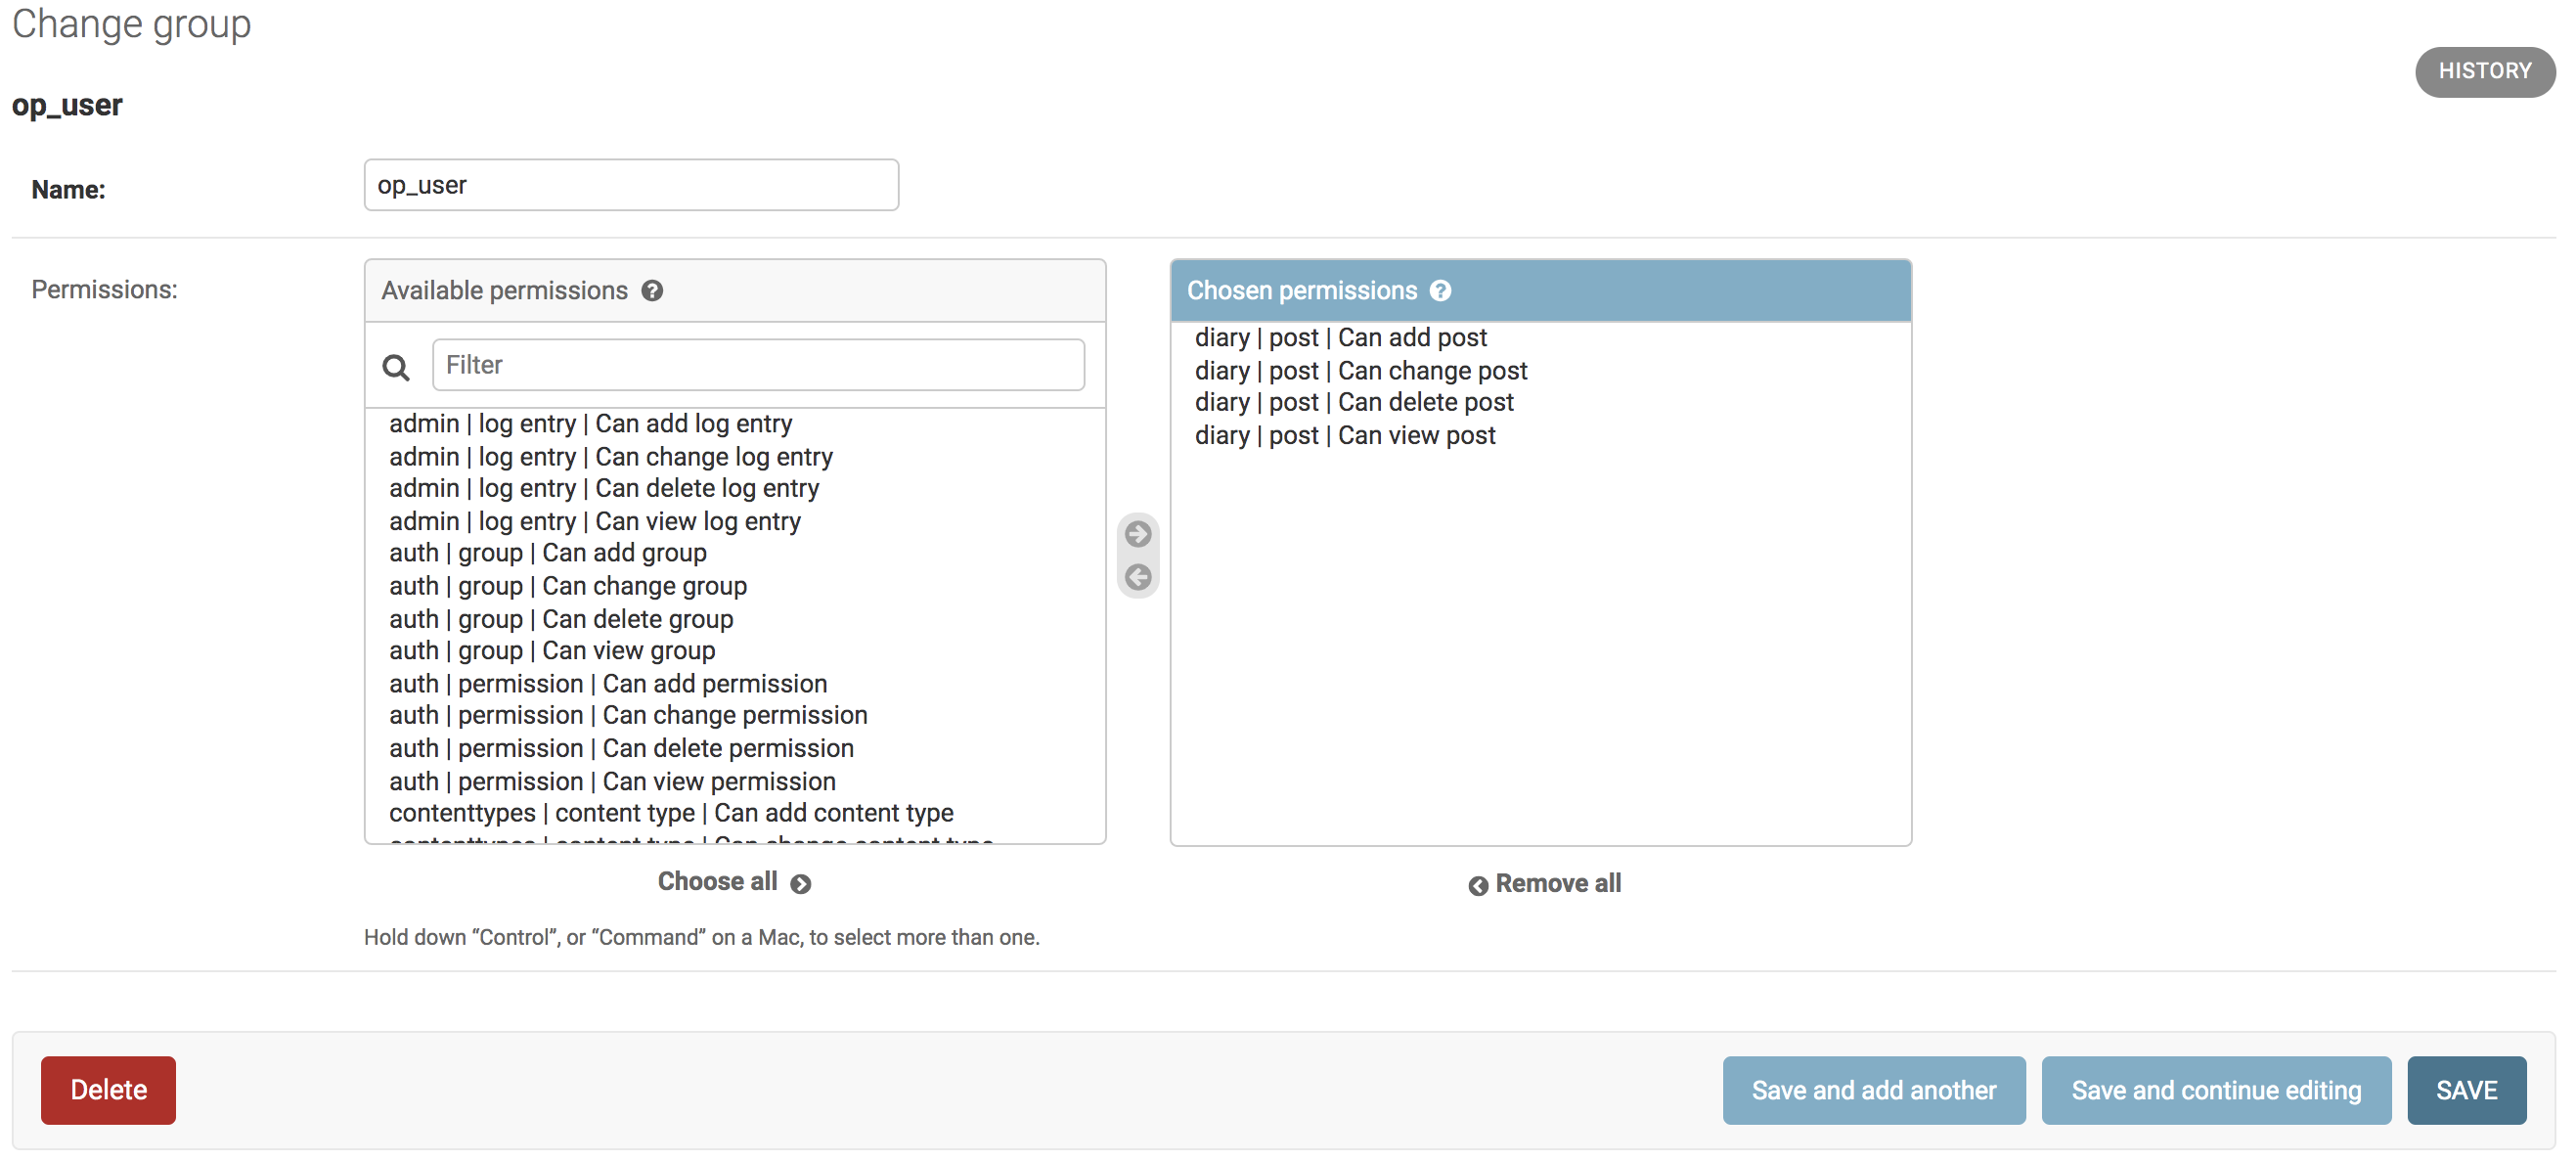 Change group
HISTORY
op_user
Name:
op_user
Permissions:
Available permissions ?
Filter
admin | log entry | Can add log entry
admin | log entry | Can change log entry
admin | log entry | Can delete log entry
admin | log entry | Can view log entry
auth | group | Can add group
auth | group | Can change group
auth | group | Can delete group
auth | group | Can view group
auth | permission | Can add permission
auth | permission | Can change permission
auth | permission | Can delete permission
auth | permission | Can view permission
contenttypes | content type | Can add content type
contenttypes | content type | Can change content type
Choose all
Hold down “Control”, or “Command” on a Mac, to select more than one.
Chosen permissions ?
diary | post | Can add post
diary | post | Can change post
diary | post | Can delete post
diary | post | Can view post
Remove all
Delete
Save and add another
Save and continue editing
SAVE